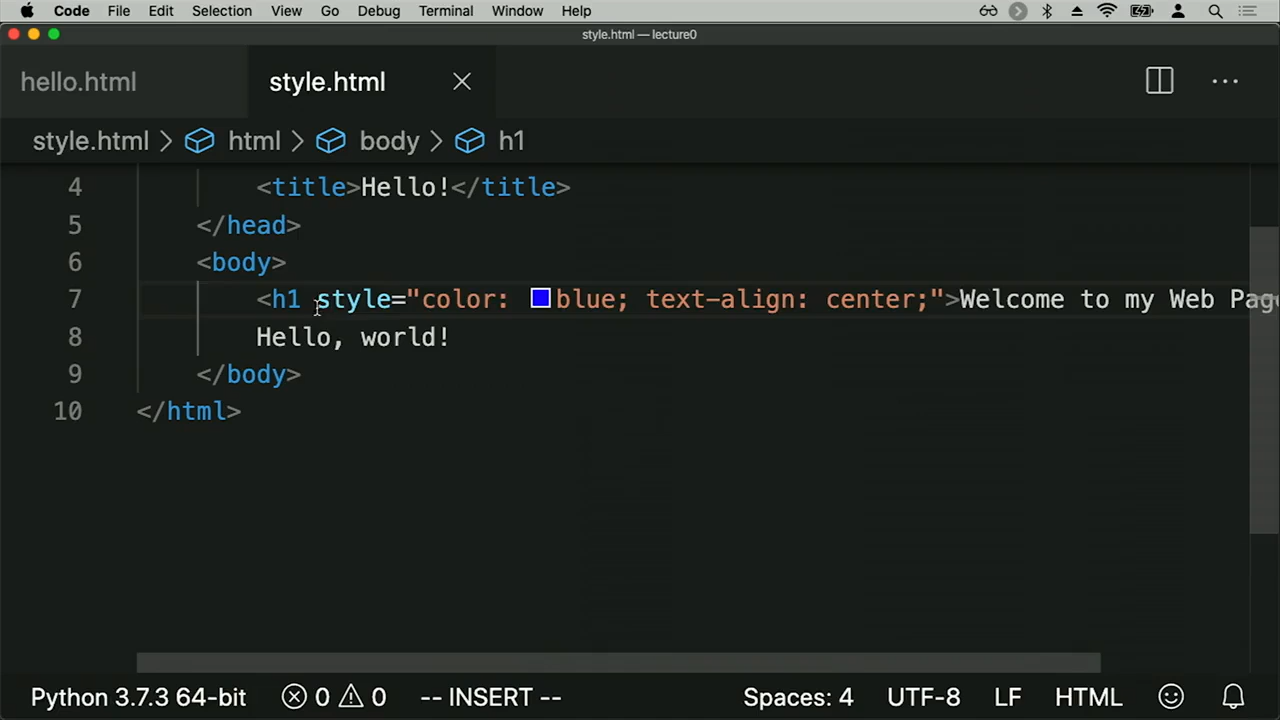 Code File Edit Selection View Go Debug Terminal Window Help
style.html — lecture0
hello.html style.html
style.html html body h1
4 <title>Hello!</title>
5 </head>
6 <body>
7 <h1 style="color: blue; text-align: center;">Welcome to my Web Pag
8 Hello, world!
9 </body>
10 </html>
Python 3.7.3 64-bit 0 0 -- INSERT -- Spaces: 4 UTF-8 LF HTML